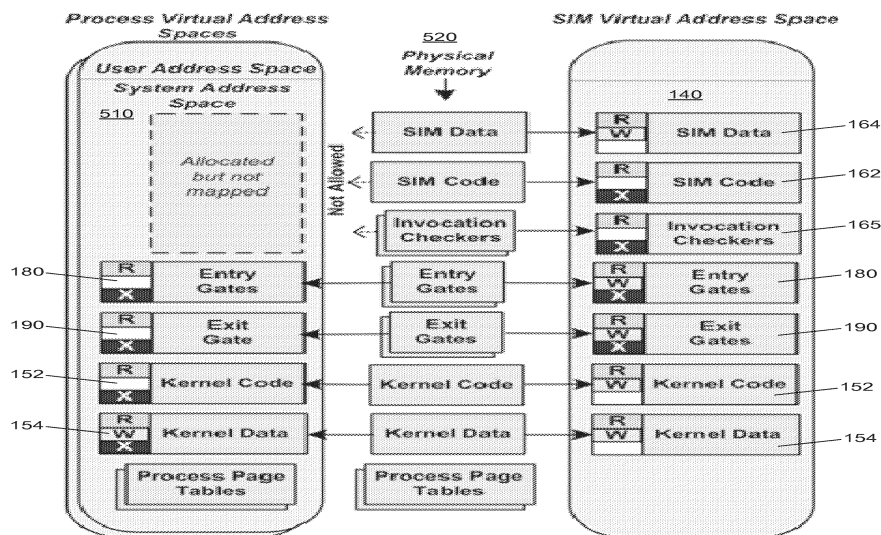 Process Virtual Address
Spaces
User Address Space
System Address
Space
510
Allocated
but not
mapped
Not Allowed
180
R
X
Entry
Gates
190
R
X
Exit
Gate
152
R
X
Kernel Code
154
R
W
X
Kernel Data
Process Page
Tables
520
Physical
Memory
SIM Data
SIM Code
Invocation
Checkers
Entry
Gates
Exit
Gates
Kernel Code
Kernel Data
Process Page
Tables
SIM Virtual Address Space
140
R
W
SIM Data
164
R
X
SIM Code
162
R
X
Invocation
Checkers
165
R
W
X
Entry
Gates
180
R
W
X
Exit
Gates
190
R
W
Kernel Code
152
R
W
Kernel Data
154